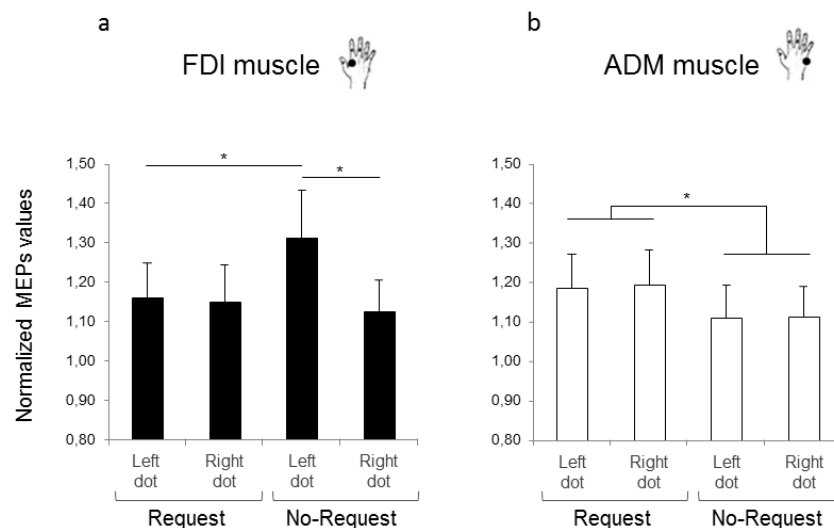 a
FDI muscle
b
ADM muscle
Normalized MEPs values
1,50
1,40
1,30
1,20
1,10
1,00
0,90
0,80
*
*
Left dot
Right dot
Left dot
Right dot
Request
No-Request
1,50
1,40
1,30
1,20
1,10
1,00
0,90
0,80
*
Left dot
Right dot
Left dot
Right dot
Request
No-Request